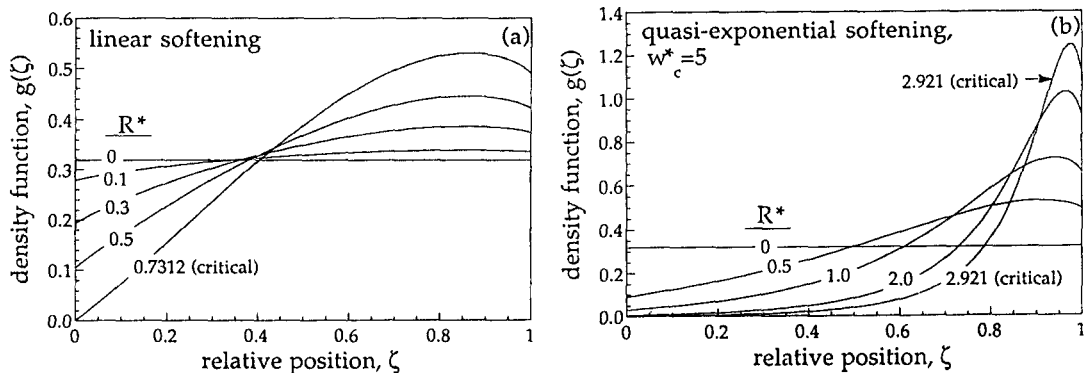 linear softening
(a)
density function, g(ζ)
0.6
0.5
0.4
0.3
0.2
0.1
0.0
R*
0
0.1
0.3
0.5
0.7312 (critical)
0 0.2 0.4 0.6 0.8 1
relative position, ζ
quasi-exponential softening,
w*c=5
(b)
density function, g(ζ)
1.4
1.2
1.0
0.8
0.6
0.4
0.2
0.0
2.921 (critical)
R*
0
0.5
1.0
2.0
2.921 (critical)
0 0.2 0.4 0.6 0.8 1
relative position, ζ